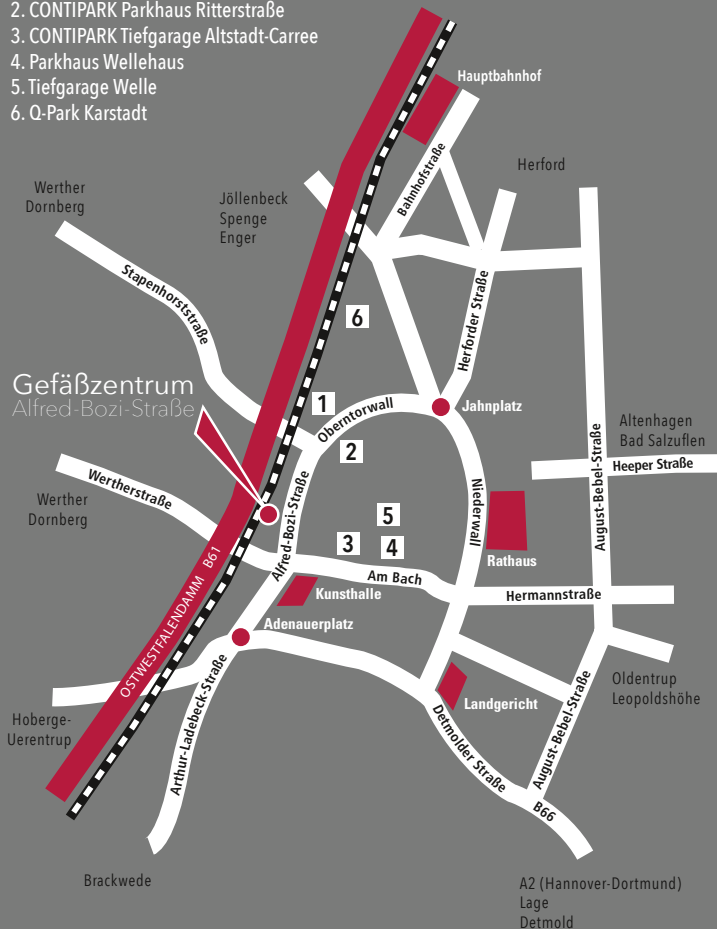 2. CONTIPARK Parkhaus Ritterstraße
3. CONTIPARK Tiefgarage Altstadt-Carree
4. Parkhaus Wellehaus
5. Tiefgarage Welle
6. Q-Park Karstadt
Hauptbahnhof
Bahnhofstraße
Herford
Werther
Dornberg
Jöllenbeck
Spenge
Enger
Stapenhorststraße
Herforder Straße
6
Gefäßzentrum
Alfred-Bozi-Straße
1
Oberntorwall
Jahnplatz
2
Altenhagen
Bad Salzuflen
Heeper Straße
August-Bebel-Straße
Wertherstraße
Werther
Dornberg
Alfred-Bozi-Straße
Niederwall
5
3
4
Rathaus
Am Bach
Kunsthalle
Hermannstraße
OSTWESTFALENDAMM B61
Adenauerplatz
Arthur-Ladebeck-Straße
Landgericht
Oldentrup
Leopoldshöhe
Hoberge-
Uerentrup
Detmolder Straße
August-Bebel-Straße
B66
Brackwede
A2 (Hannover-Dortmund)
Lage
Detmold